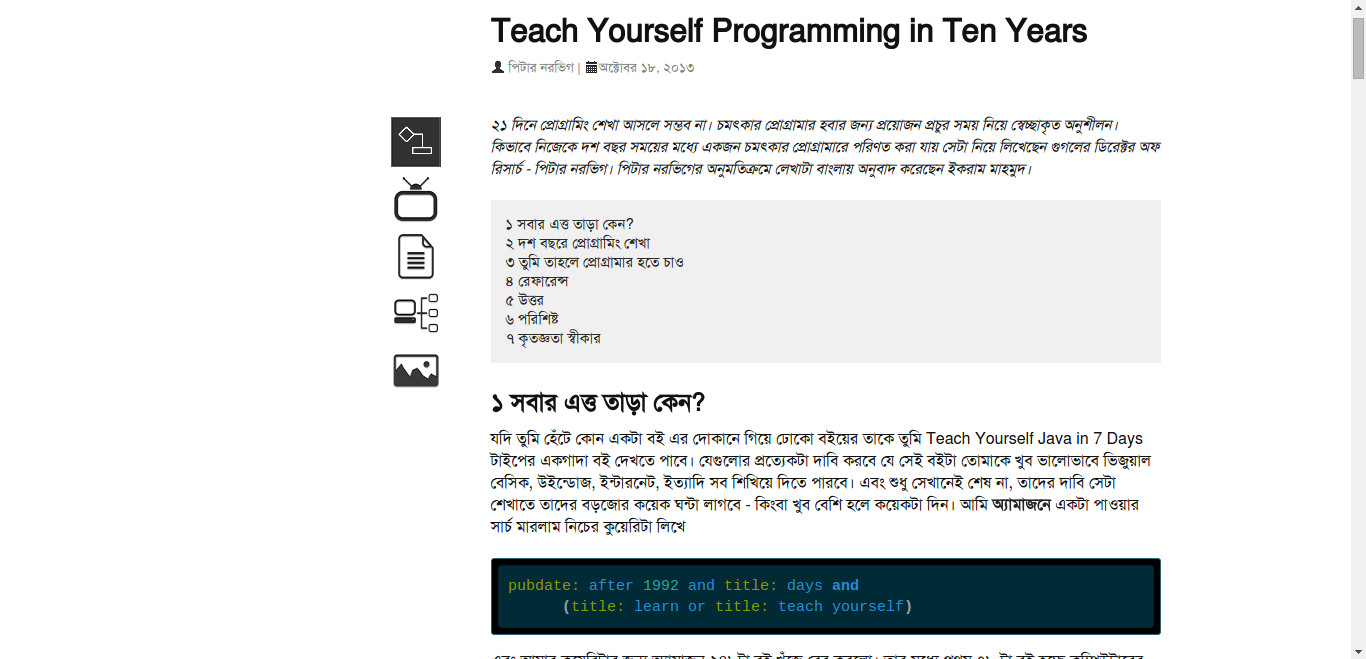 Teach Yourself Programming in Ten Years
পিটার নরভিগ | অক্টোবর ১৮, ২০১৩
২১ দিনে প্রোগ্রামিং শেখা আসলে সম্ভব না। চমৎকার প্রোগ্রামার হবার জন্য প্রয়োজন প্রচুর সময় নিয়ে স্বেচ্ছাকৃত অনুশীলন।
কিভাবে নিজেকে দশ বছর সময়ের মধ্যে একজন চমৎকার প্রোগ্রামারে পরিণত করা যায় সেটা নিয়ে লিখেছেন গুগলের ডিরেক্টর অফ
রিসার্চ - পিটার নরভিগ। পিটার নরভিগের অনুমতিক্রমে লেখাটা বাংলায় অনুবাদ করেছেন ইকরাম মাহমুদ।
১ সবার এত্ত তাড়া কেন?
২ দশ বছরে প্রোগ্রামিং শেখা
৩ তুমি তাহলে প্রোগ্রামার হতে চাও
৪ রেফারেন্স
৫ উত্তর
৬ পরিশিষ্ট
৭ কৃতজ্ঞতা স্বীকার
১ সবার এত্ত তাড়া কেন?
যদি তুমি হেঁটে কোন একটা বই এর দোকানে গিয়ে ঢোকো বইয়ের তাকে তুমি Teach Yourself Java in 7 Days
টাইপের একগাদা বই দেখতে পাবে। যেগুলোর প্রত্যেকটা দাবি করবে যে সেই বইটা তোমাকে খুব ভালোভাবে ভিজুয়াল
বেসিক, উইন্ডোজ, ইন্টারনেট, ইত্যাদি সব শিখিয়ে দিতে পারবে। এবং শুধু সেখানেই শেষ না, তাদের দাবি সেটা
শেখাতে তাদের বড়জোর কয়েক ঘন্টা লাগবে - কিংবা খুব বেশি হলে কয়েকটা দিন। আমি অ্যামাজনে একটা পাওয়ার
সার্চ মারলাম নিচের কুয়েরিটা লিখে
pubdate: after 1992 and title: days and
(title: learn or title: teach yourself)